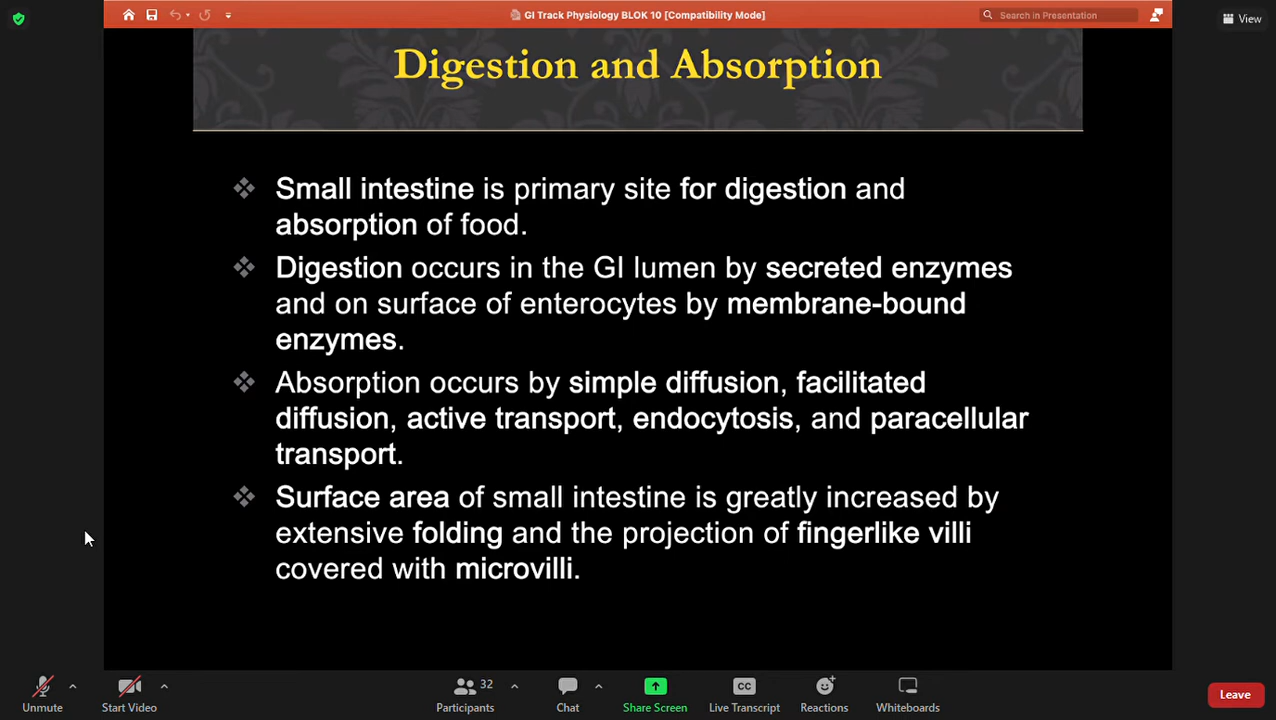 GI Track Physiology BLOK 10 [Compatibility Mode]
Search in Presentation
View
Digestion and Absorption
Small intestine is primary site for digestion and
absorption of food.
Digestion occurs in the GI lumen by secreted enzymes
and on surface of enterocytes by membrane-bound
enzymes.
Absorption occurs by simple diffusion, facilitated
diffusion, active transport, endocytosis, and paracellular
transport.
Surface area of small intestine is greatly increased by
extensive folding and the projection of fingerlike villi
covered with microvilli.
32
CC
Unmute
Start Video
Participants
Chat
Share Screen
Live Transcript
Reactions
Whiteboards
Leave